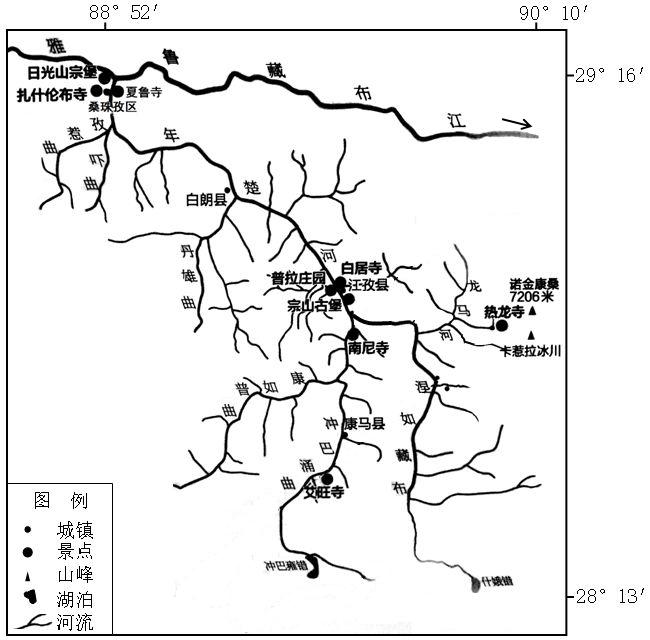 88° 52′
90° 10′
29° 16′
28° 13′
雅鲁藏布江
日光山宗堡
扎什伦布寺
夏鲁寺
桑珠孜区
惹曲
孜吓曲
年楚河
白朗县
丹雄曲
普拉庄园
白居寺
江孜县
宗山古堡
南尼寺
龙马河
诺金康桑
7206米
热龙寺
卡惹拉冰川
涅如藏布
康如普曲
冲巴涌曲
康马县
艾旺寺
冲巴雍错
什娥错
图 例
城镇
景点
山峰
湖泊
河流